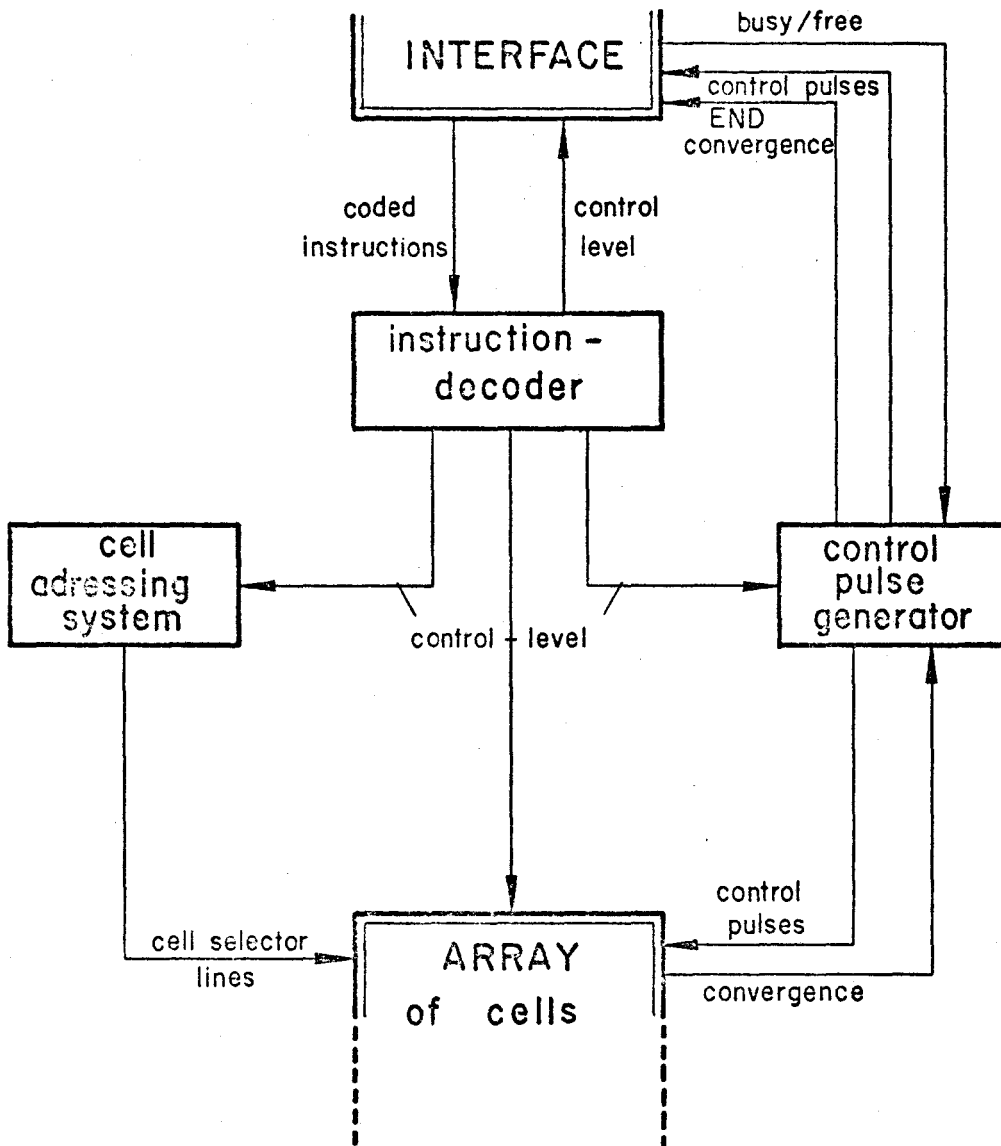 busy/free
INTERFACE
control pulses
END
convergence
coded
instructions
control
level
instruction -
decoder
cell
adressing
system
control
pulse
generator
control - level
control
pulses
cell selector
lines
ARRAY
of cells
convergence